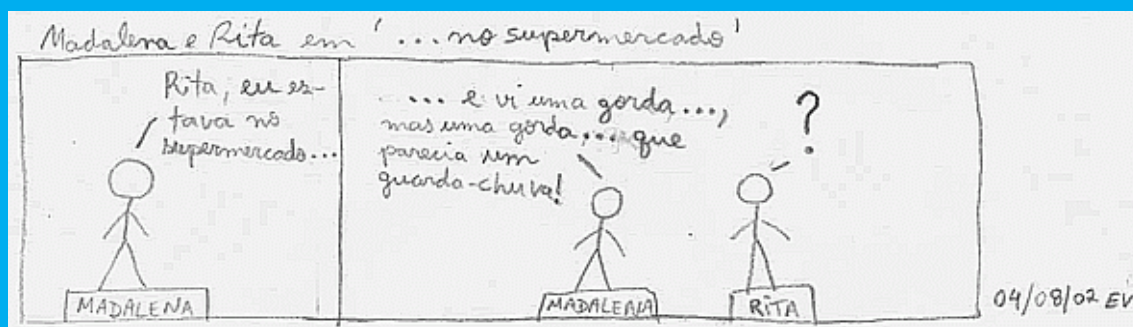 Madalena e Rita em '...no supermercado'
Rita, eu es-
tava no
supermercado...
MADALENA
... e vi uma gorda...,
mas uma gorda,... que
parecia um
guarda-chuva!
MADALENA
?
RITA
04/08/02 EV